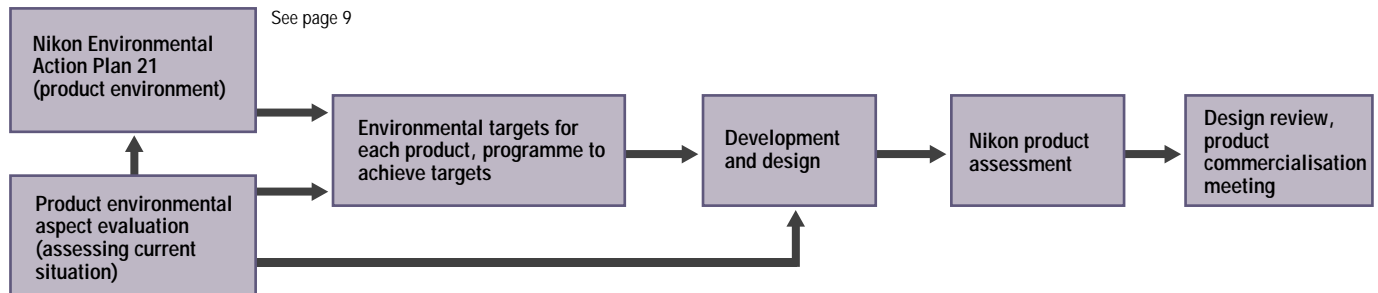 See page 9
Nikon Environmental
Action Plan 21
(product environment)
Product environmental
aspect evaluation
(assessing current
situation)
Environmental targets for
each product, programme to
achieve targets
Development
and design
Nikon product
assessment
Design review,
product
commercialisation
meeting